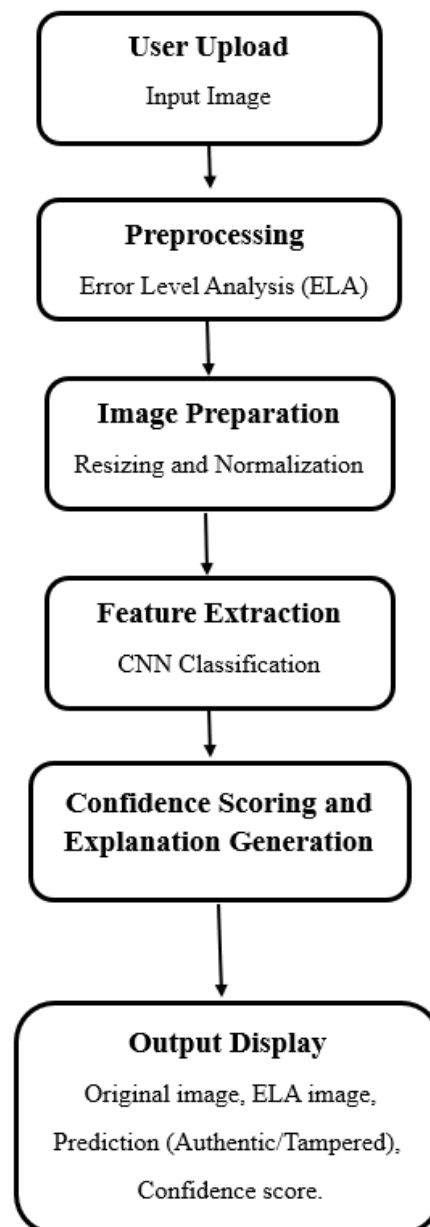 User Upload
Input Image
Preprocessing
Error Level Analysis (ELA)
Image Preparation
Resizing and Normalization
Feature Extraction
CNN Classification
Confidence Scoring and
Explanation Generation
Output Display
Original image, ELA image,
Prediction (Authentic/Tampered),
Confidence score.